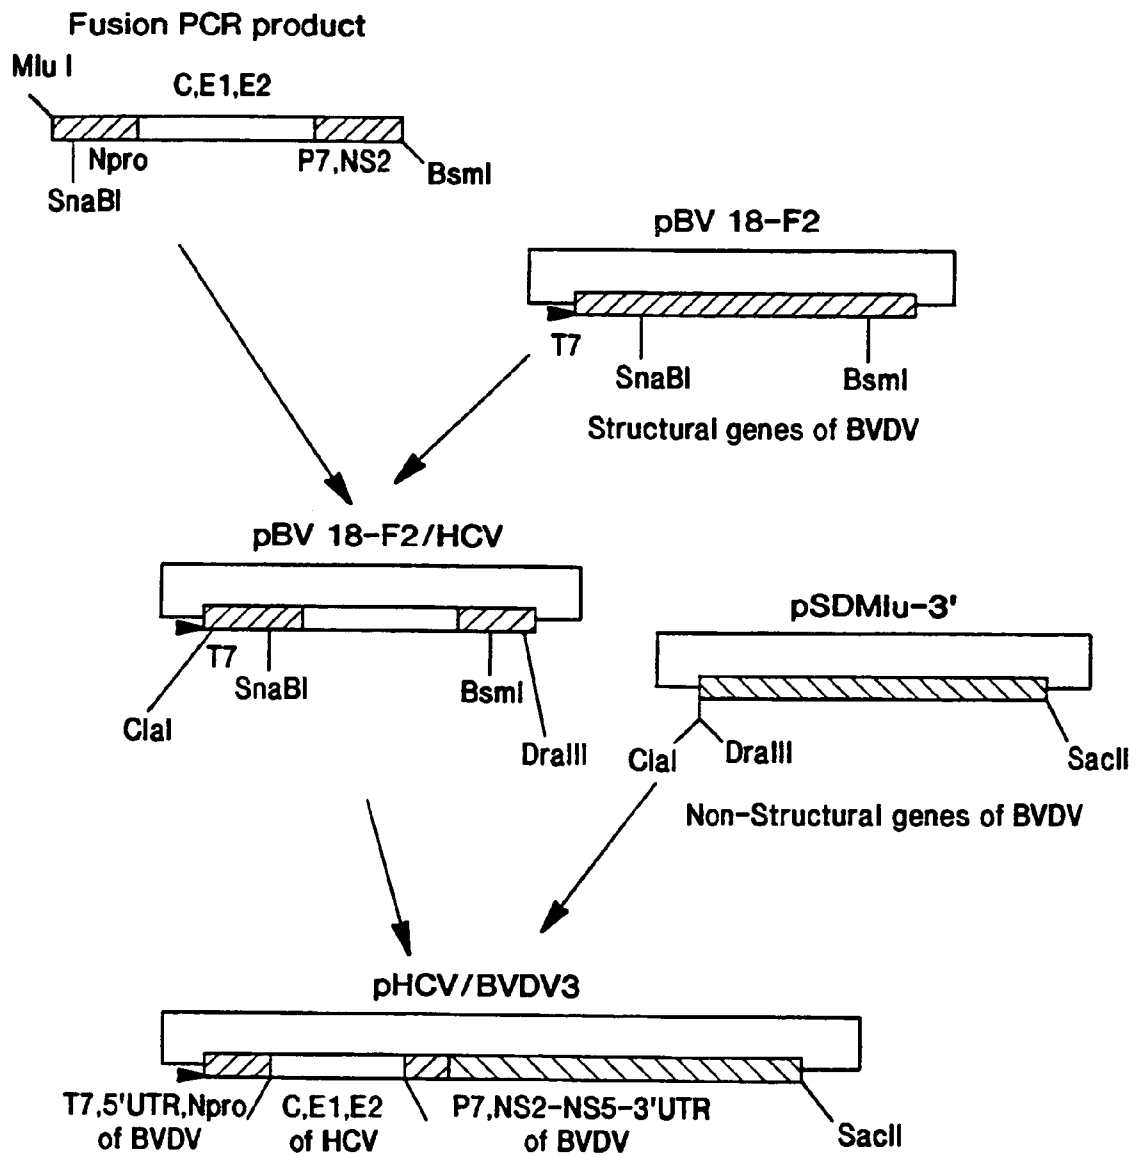 Fusion PCR product
Mlu I
C,E1,E2
Npro
P7,NS2
BsmI
SnaBI
pBV 18-F2
T7
SnaBI
BsmI
Structural genes of BVDV
pBV 18-F2/HCV
pSDMlu-3'
T7
SnaBI
BsmI
ClaI
DraIII
ClaI
DraIII
SacII
Non-Structural genes of BVDV
pHCV/BVDV3
T7,5'UTR,Npro
of BVDV
C,E1,E2
of HCV
P7,NS2-NS5-3'UTR
of BVDV
SacII